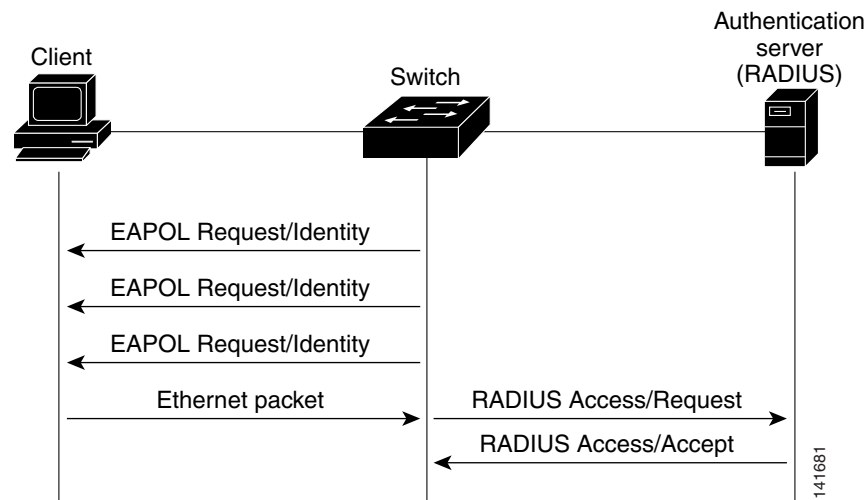 Client
Switch
Authentication
server
(RADIUS)
EAPOL Request/Identity
EAPOL Request/Identity
EAPOL Request/Identity
Ethernet packet
RADIUS Access/Request
RADIUS Access/Accept
141681